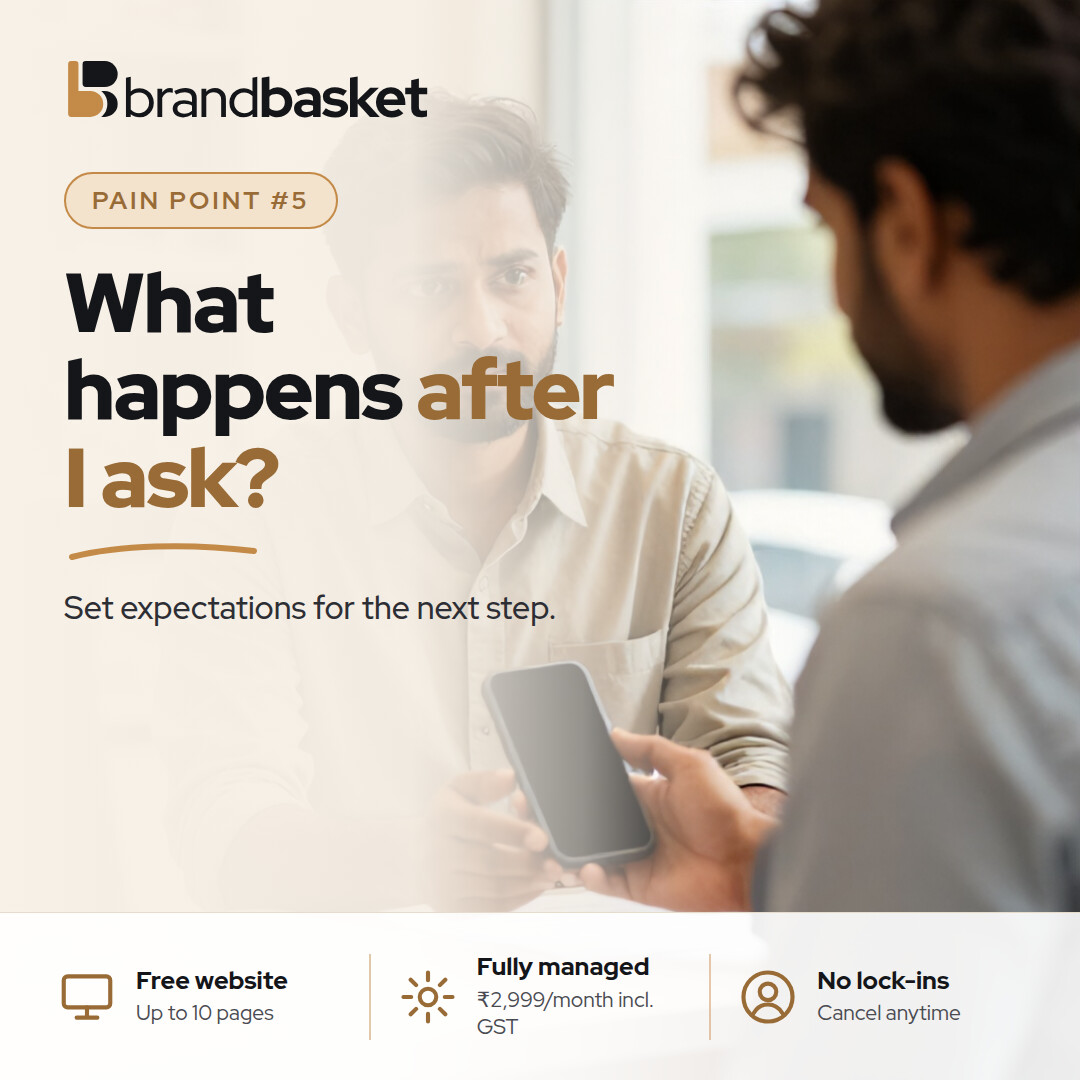 brandbasket
PAIN POINT #5
What
happens after
I ask?
Set expectations for the next step.
Free website
Up to 10 pages
Fully managed
₹2,999/month incl.
GST
No lock-ins
Cancel anytime